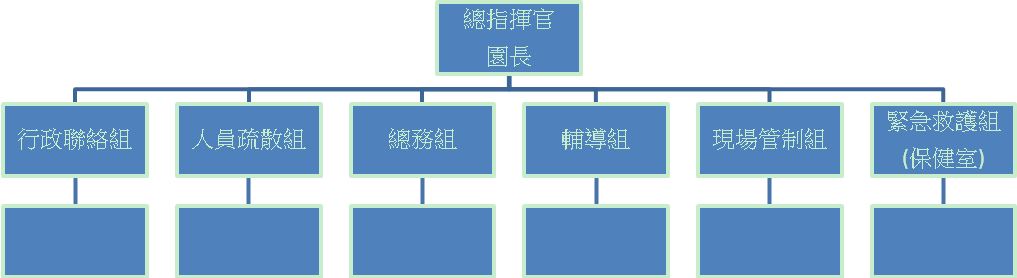 總指揮官
園長
行政聯絡組
人員疏散組
總務組
輔導組
現場管制組
緊急救護組
(保健室)